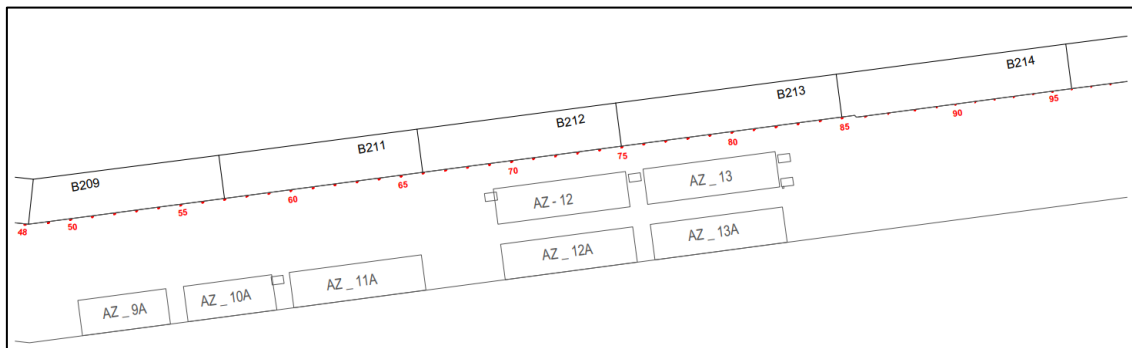 B214
B213
B212
B211
B209
95
90
85
80
75
70
65
60
55
50
48
AZ _ 13
AZ - 12
AZ _ 13A
AZ _ 12A
AZ _ 11A
AZ _ 10A
AZ _ 9A